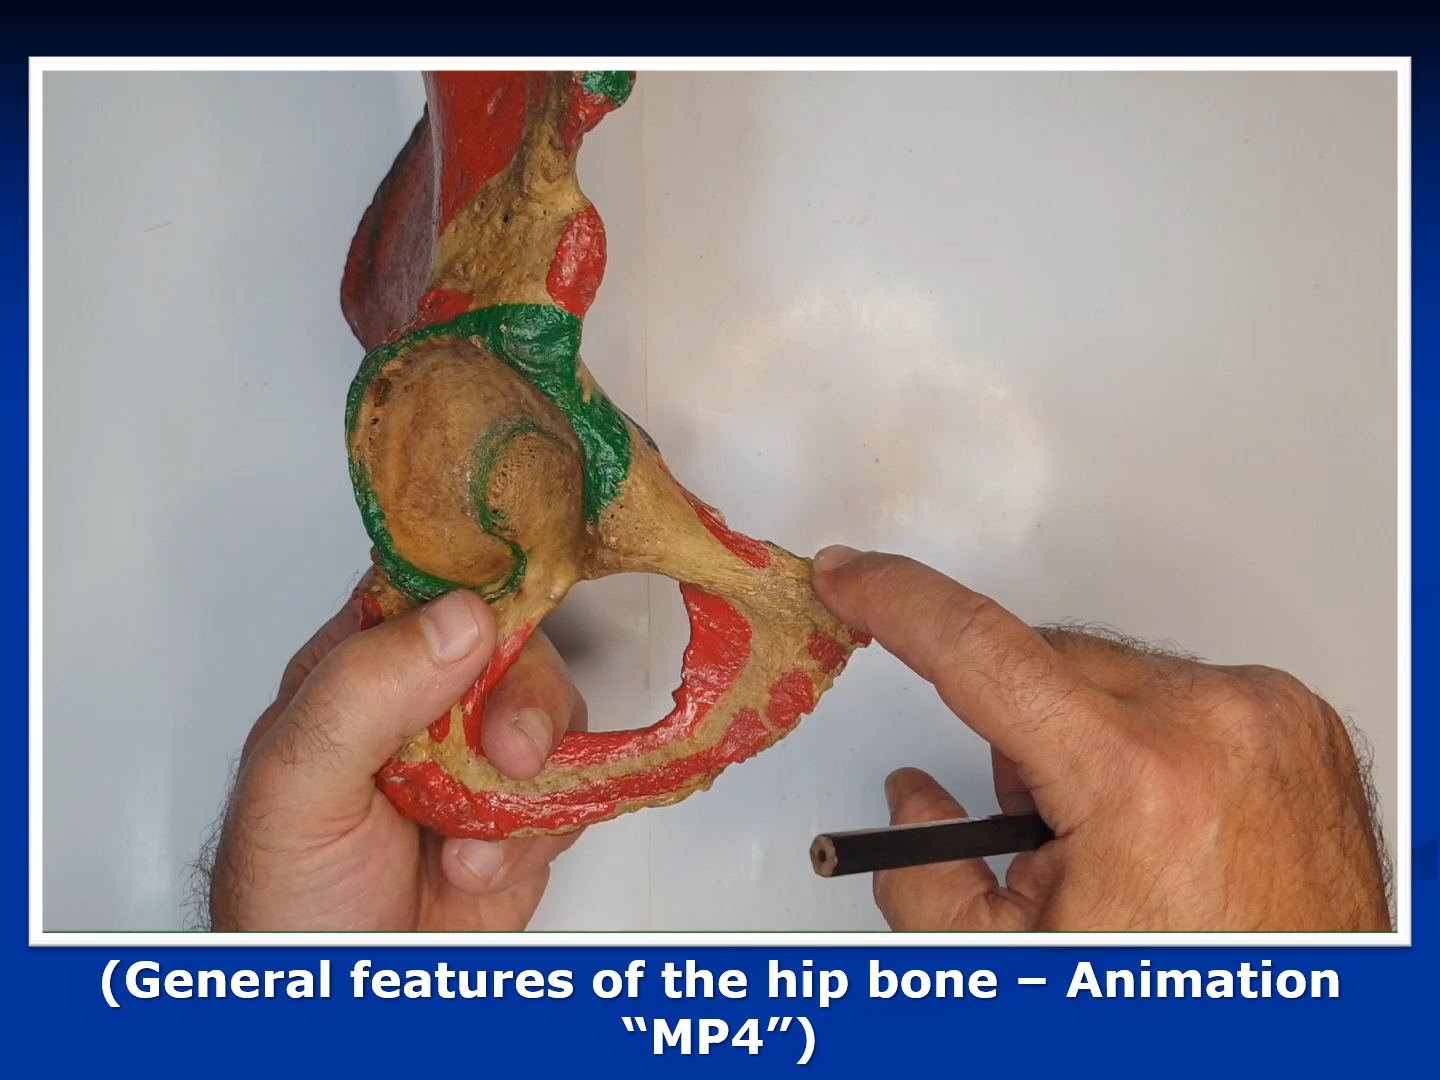 (General features of the hip bone – Animation
“MP4”)